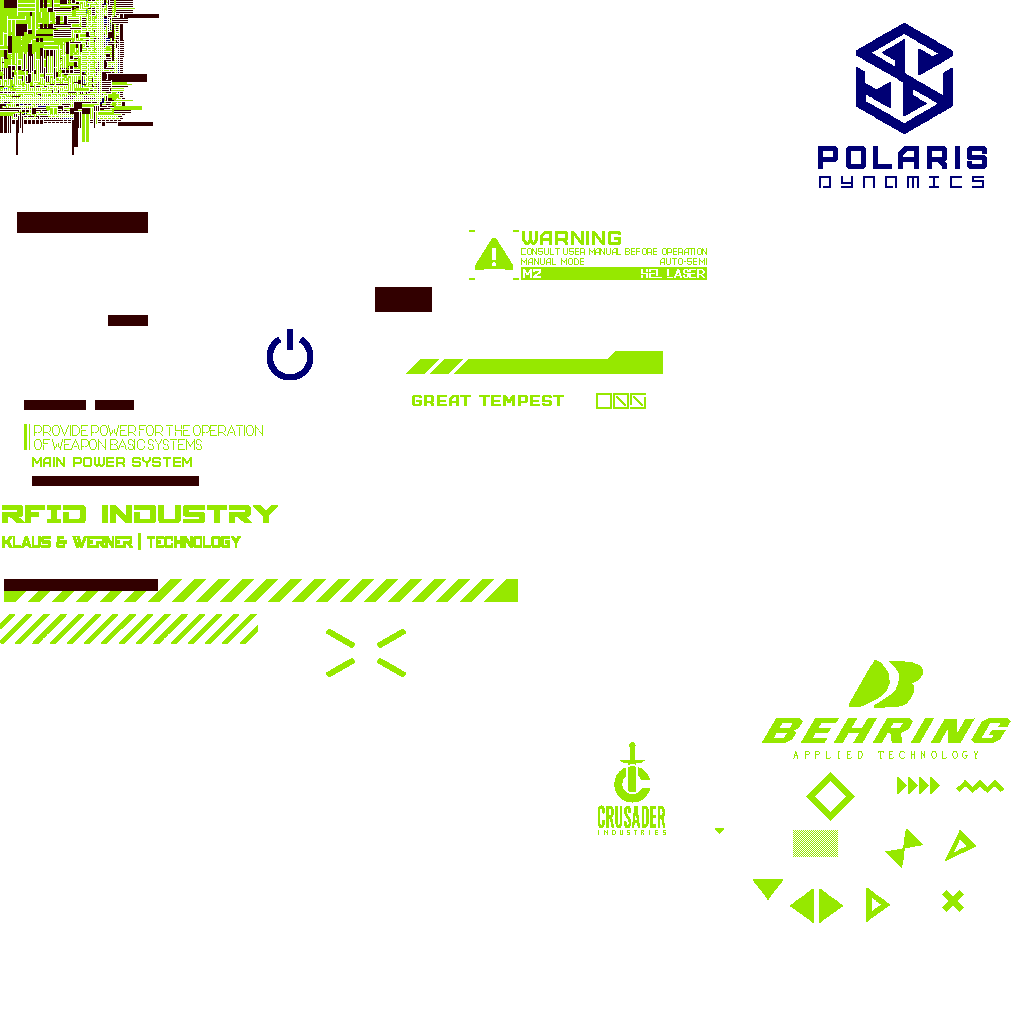 POLARIS
DYNAMICS
WARNING
CONSULT USER MANUAL BEFORE OPERATION
MANUAL MODE AUTO-SEMI
M2 HEL LASER
GREAT TEMPEST
PROVIDE POWER FOR THE OPERATION
OF WEAPON BASIC SYSTEMS
MAIN POWER SYSTEM
RFID INDUSTRY
KLAUS & WERNER | TECHNOLOGY
BEHRING
APPLIED TECHNOLOGY
CRUSADER
INDUSTRIES